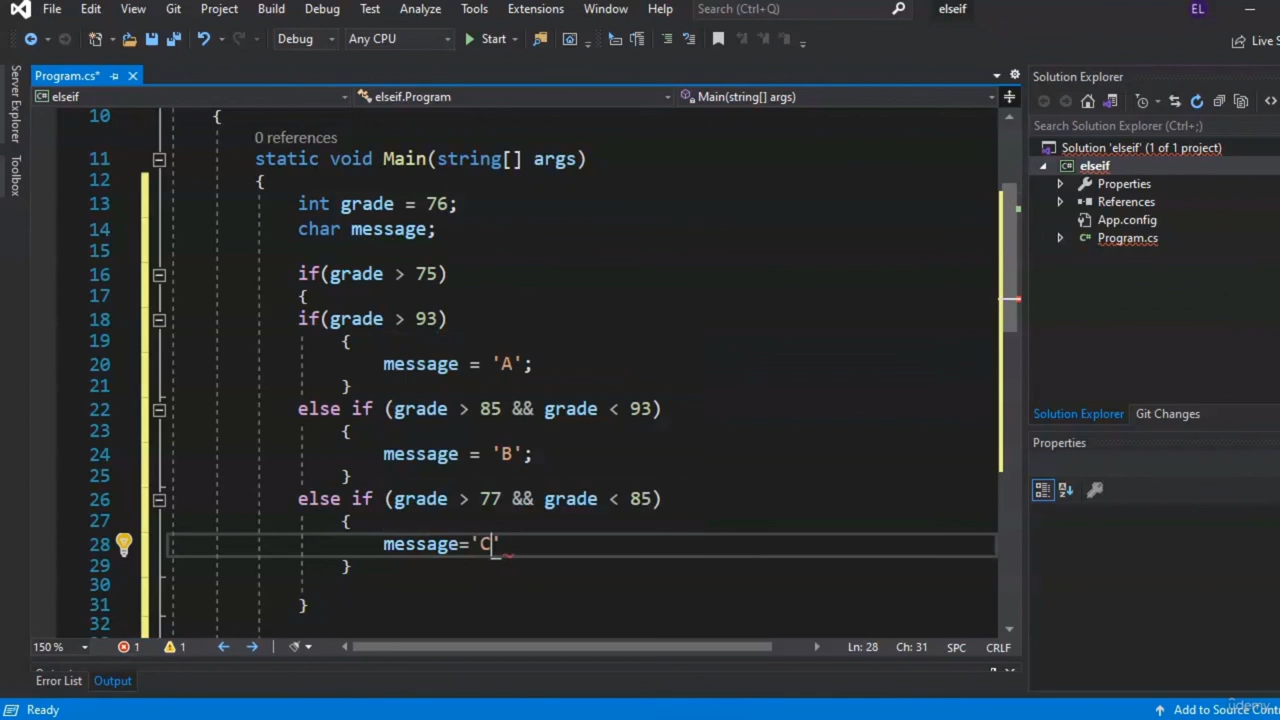 File Edit View Git Project Build Debug Test Analyze Tools Extensions Window Help Search (Ctrl+Q) elseif EL
Debug Any CPU Start Live S
Server Explorer
Toolbox
Program.cs*
elseif elseif.Program Main(string[] args)
10 {
0 references
11 static void Main(string[] args)
12 {
13 int grade = 76;
14 char message;
15
16 if(grade > 75)
17 {
18 if(grade > 93)
19 {
20 message = 'A';
21 }
22 else if (grade > 85 && grade < 93)
23 {
24 message = 'B';
25 }
26 else if (grade > 77 && grade < 85)
27 {
28 message='C'
29 }
30
31 }
32
150 % 1 1 Ln: 28 Ch: 31 SPC CRLF
Error List Output
Ready
Solution Explorer
Search Solution Explorer (Ctrl+;)
Solution 'elseif' (1 of 1 project)
elseif
Properties
References
App.config
Program.cs
Solution Explorer Git Changes
Properties
Add to Source Contr
udemy